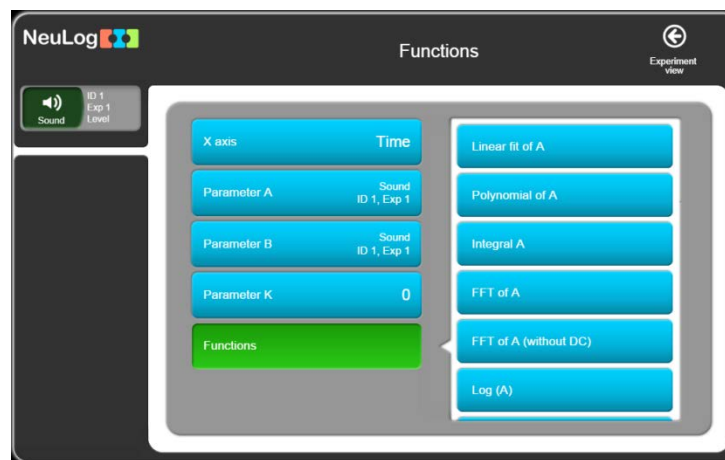 NeuLog
Functions
Experiment
view
Sound
ID 1
Exp 1
Level
X axis Time
Parameter A Sound
ID 1, Exp 1
Parameter B Sound
ID 1, Exp 1
Parameter K 0
Functions
Linear fit of A
Polynomial of A
Integral A
FFT of A
FFT of A (without DC)
Log (A)